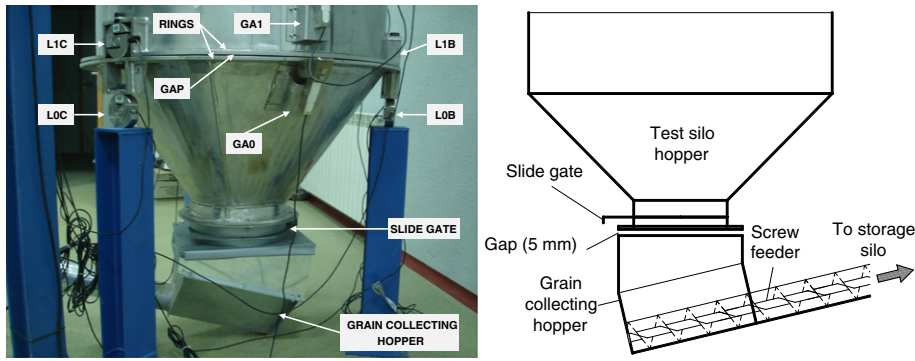 RINGS
GA1
L1C
L1B
GAP
L0C
L0B
GA0
SLIDE GATE
GRAIN COLLECTING
HOPPER
Test silo
hopper
Slide gate
Gap (5 mm)
Screw
feeder
To storage
silo
Grain
collecting
hopper